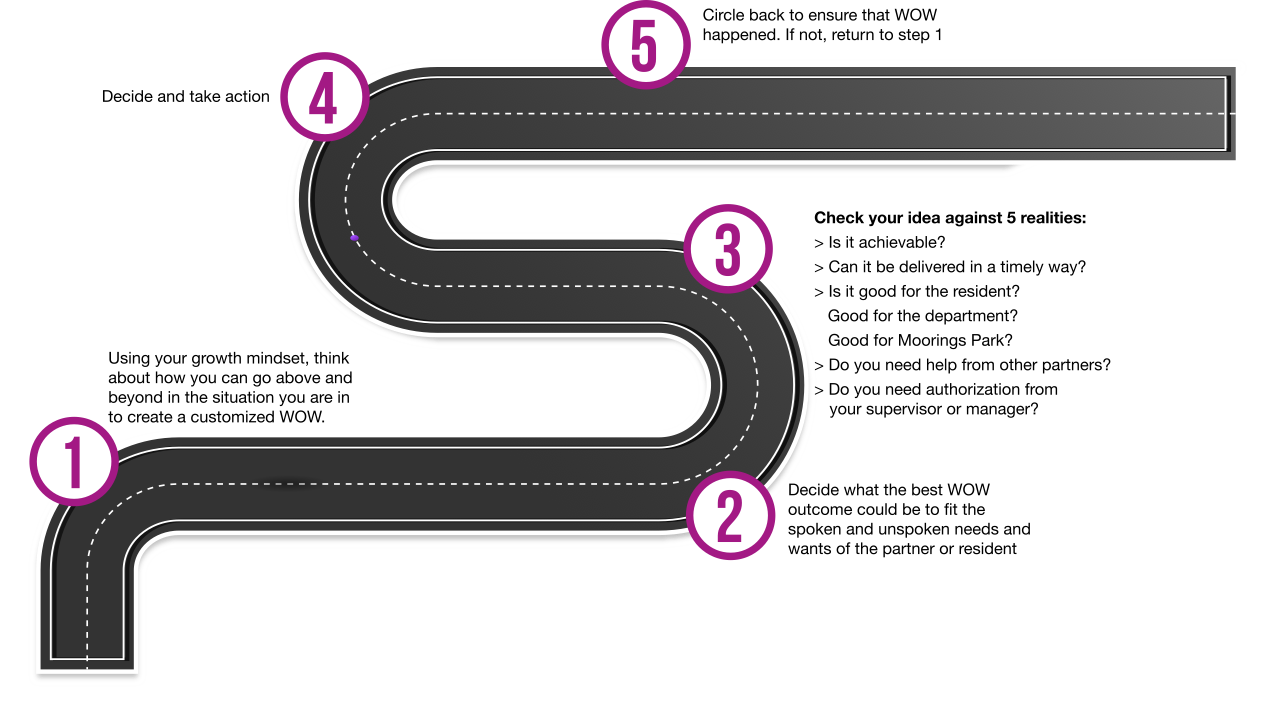 5
Circle back to ensure that WOW
happened. If not, return to step 1
4
Decide and take action
3
Check your idea against 5 realities:
> Is it achievable?
> Can it be delivered in a timely way?
> Is it good for the resident?
Good for the department?
Good for Moorings Park?
> Do you need help from other partners?
> Do you need authorization from
your supervisor or manager?
Using your growth mindset, think
about how you can go above and
beyond in the situation you are in
to create a customized WOW.
1
2
Decide what the best WOW
outcome could be to fit the
spoken and unspoken needs and
wants of the partner or resident